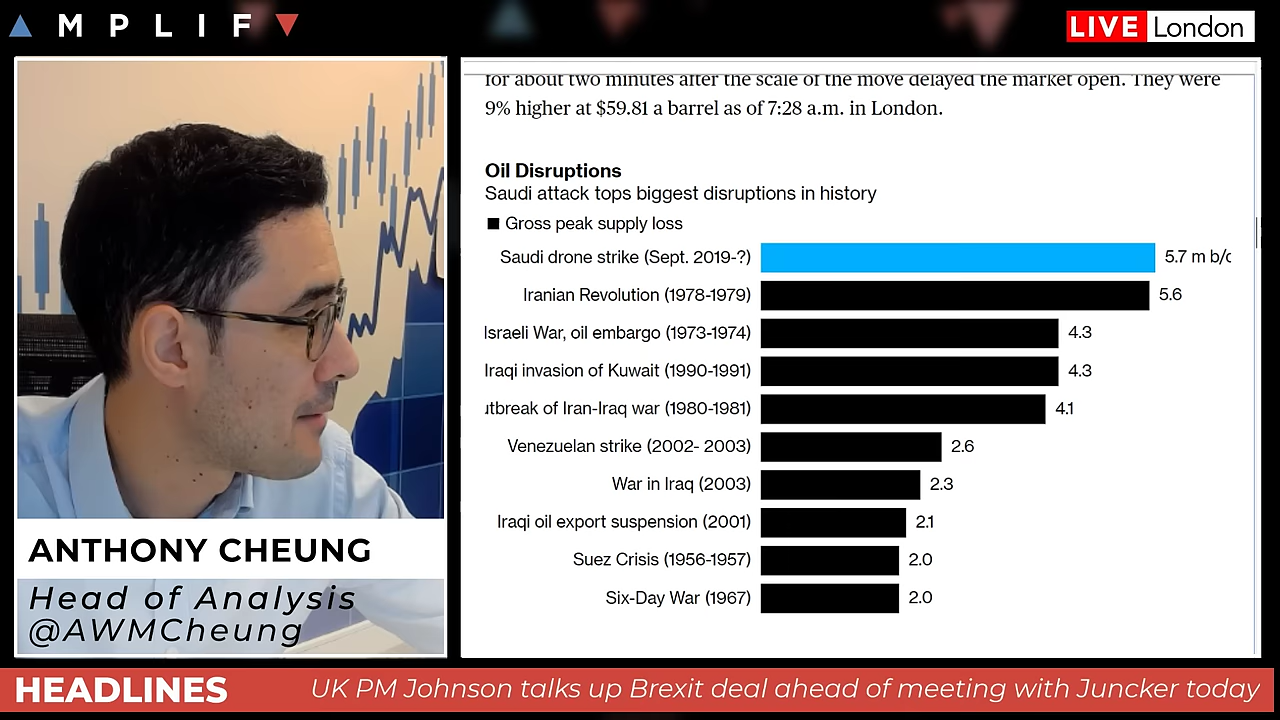 AMPLIFY
LIVE London
for about two minutes after the scale of the move delayed the market open. They were
9% higher at $59.81 a barrel as of 7:28 a.m. in London.
Oil Disruptions
Saudi attack tops biggest disruptions in history
Gross peak supply loss
Saudi drone strike (Sept. 2019-?) 5.7 m b/
Iranian Revolution (1978-1979) 5.6
Israeli War, oil embargo (1973-1974) 4.3
Iraqi invasion of Kuwait (1990-1991) 4.3
utbreak of Iran-Iraq war (1980-1981) 4.1
Venezuelan strike (2002- 2003) 2.6
War in Iraq (2003) 2.3
Iraqi oil export suspension (2001) 2.1
Suez Crisis (1956-1957) 2.0
Six-Day War (1967) 2.0
ANTHONY CHEUNG
Head of Analysis
@AWMCheung
HEADLINES UK PM Johnson talks up Brexit deal ahead of meeting with Juncker today